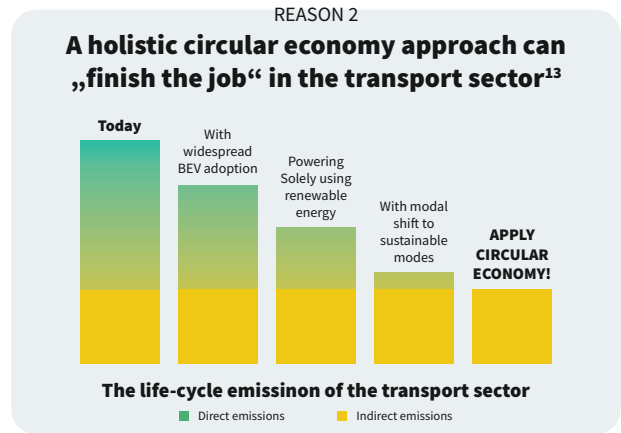 REASON 2
A holistic circular economy approach can
„finish the job“ in the transport sector¹³
Today
With
widespread
BEV adoption
Powering
Solely using
renewable
energy
With modal
shift to
sustainable
modes
APPLY
CIRCULAR
ECONOMY!
The life-cycle emissinon of the transport sector
Direct emissions
Indirect emissions